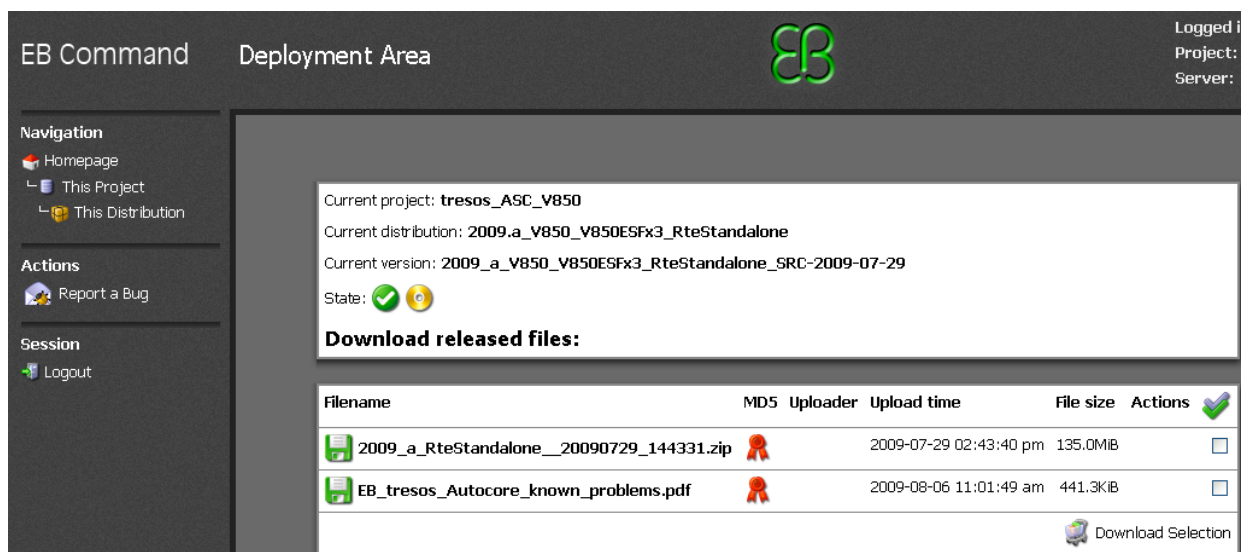 EB Command
Deployment Area
EB
Logged i
Project:
Server:
Navigation
Homepage
This Project
This Distribution
Actions
Report a Bug
Session
Logout
Current project: tresos_ASC_V850
Current distribution: 2009.a_V850_V850ESFx3_RteStandalone
Current version: 2009_a_V850_V850ESFx3_RteStandalone_SRC-2009-07-29
State:
Download released files:
Filename MD5 Uploader Upload time File size Actions
2009_a_RteStandalone__20090729_144331.zip 2009-07-29 02:43:40 pm 135.0MiB
EB_tresos_Autocore_known_problems.pdf 2009-08-06 11:01:49 am 441.3KiB
Download Selection